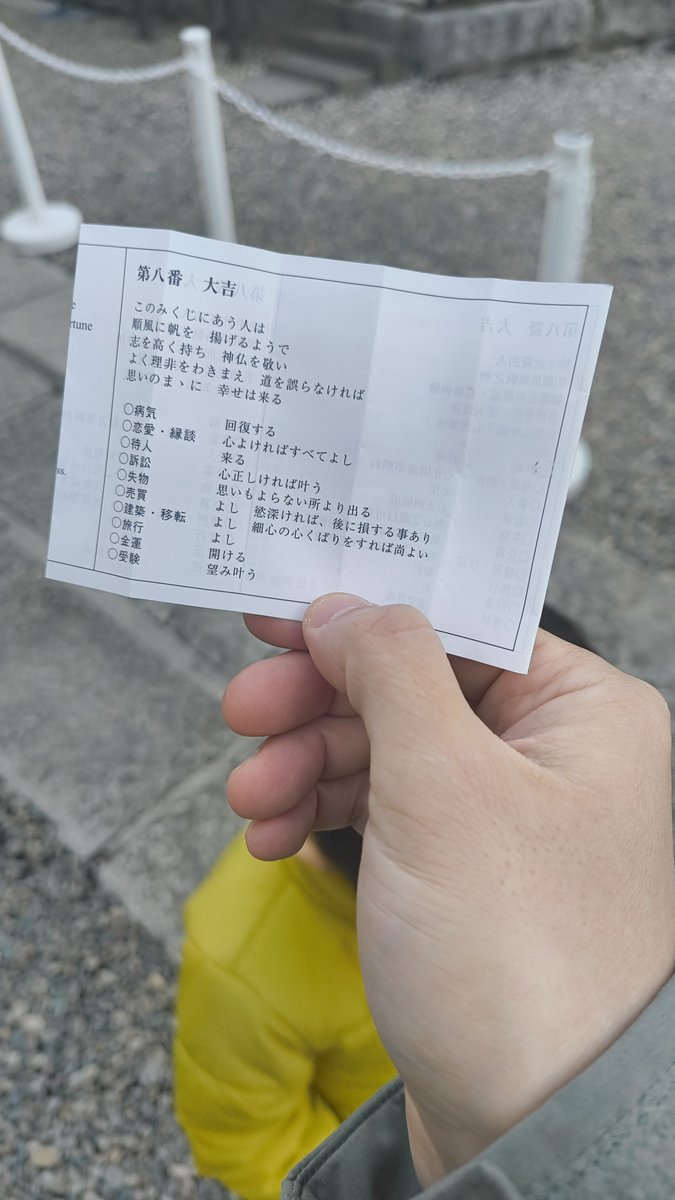 第八番　大吉
このみくじにあう人は
順風に帆を　揚げるようで
志を高く持ち　神仏を敬い
よく理非をわきまえ　道を誤らなければ
思いのまゝに　幸せは来る
○病気　回復する
○恋愛・縁談　心よければすべてよし
○待人　来る
○訴訟　心正しければ叶う
○失物　思いもよらない所より出る
○売買　よし　慾深ければ、後に損する事あり
○建築・移転　よし　細心の心くばりをすれば尚よい
○旅行　よし
○金運　開ける
○受験　望み叶う